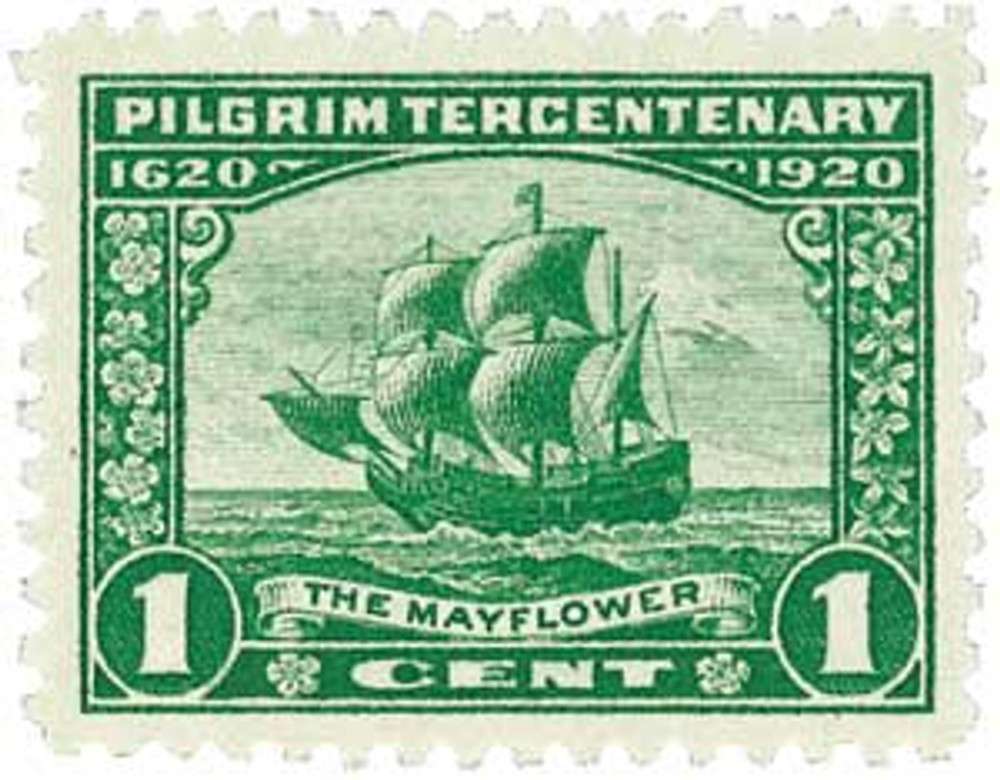 PILGRIM TERCENTENARY
1620 1920
THE MAYFLOWER
1 CENT 1